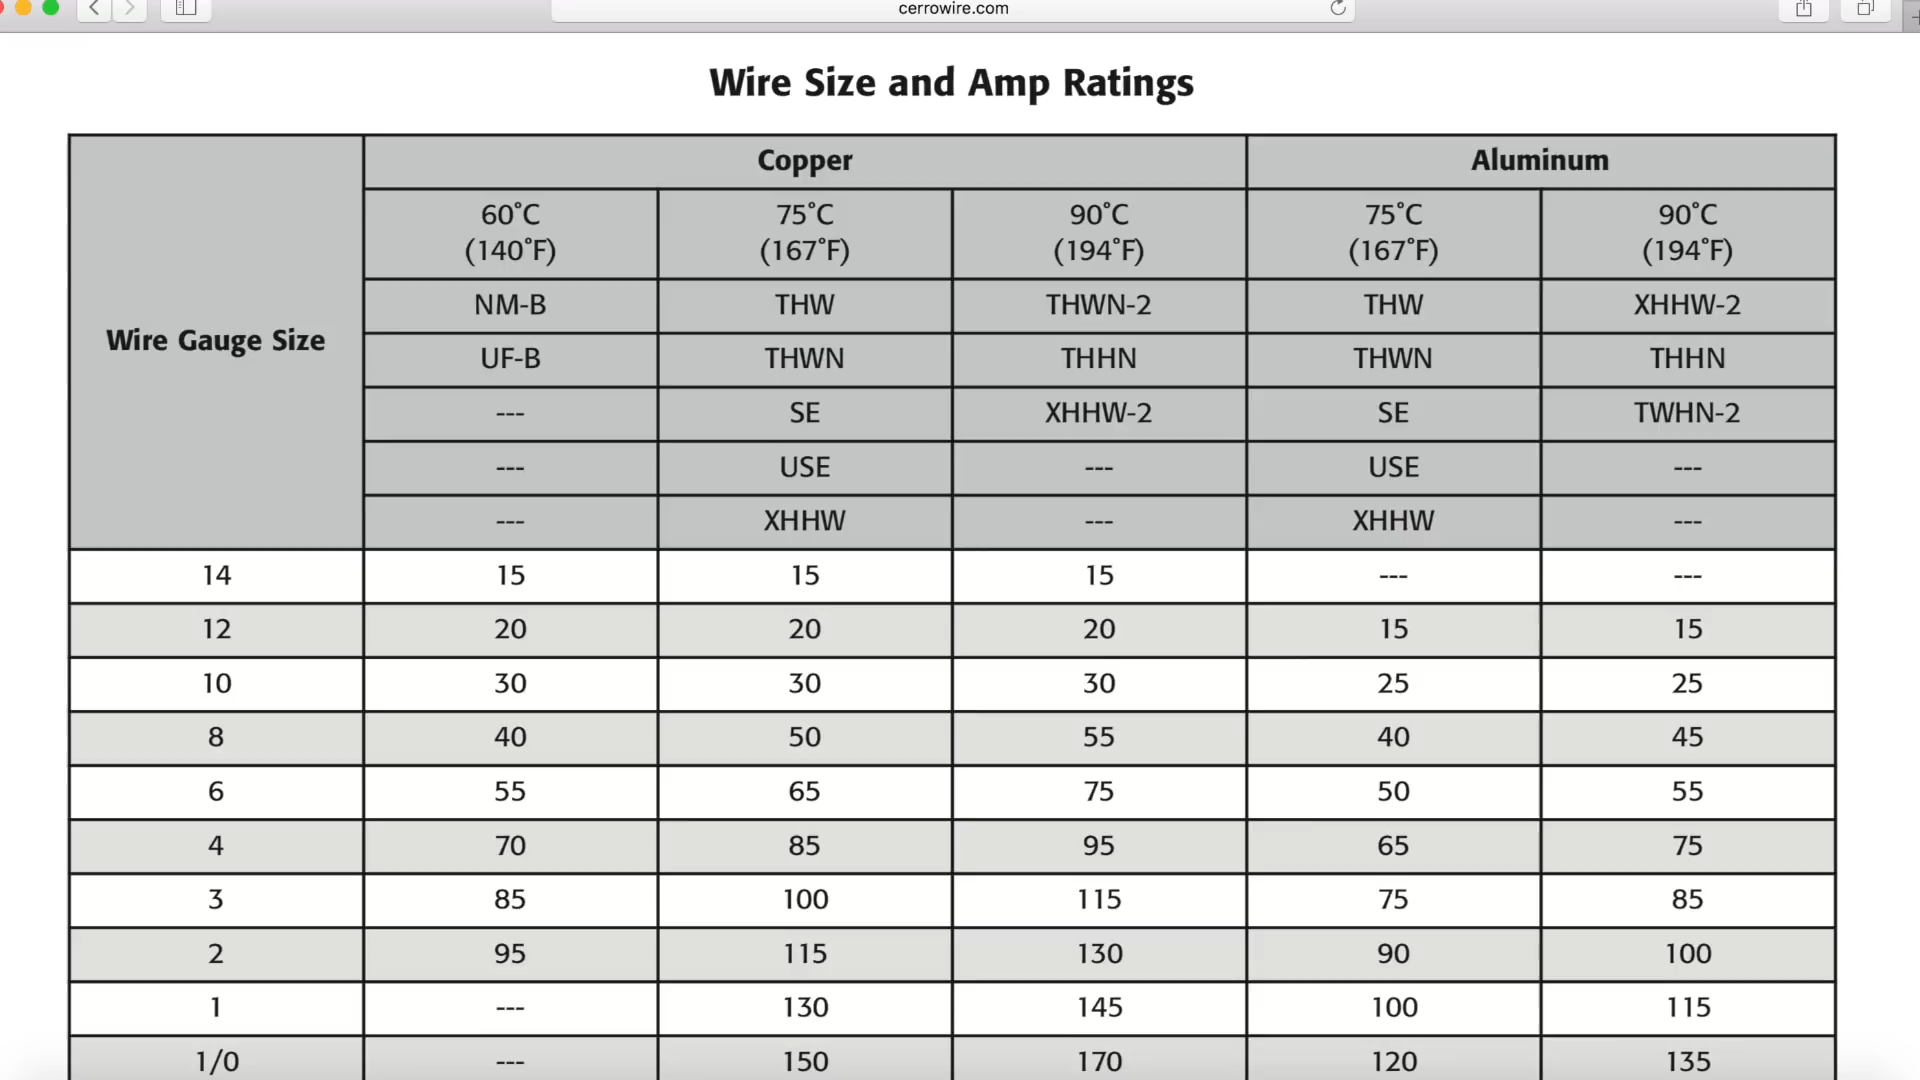 cerrowire.com
Wire Size and Amp Ratings
Wire Gauge Size
Copper
Aluminum
60°C 75°C 90°C 75°C 90°C
(140°F) (167°F) (194°F) (167°F) (194°F)
NM-B THW THWN-2 THW XHHW-2
UF-B THWN THHN THWN THHN
--- SE XHHW-2 SE TWHN-2
--- USE --- USE ---
--- XHHW --- XHHW ---
14 15 15 15 --- ---
12 20 20 20 15 15
10 30 30 30 25 25
8 40 50 55 40 45
6 55 65 75 50 55
4 70 85 95 65 75
3 85 100 115 75 85
2 95 115 130 90 100
1 --- 130 145 100 115
1/0 --- 150 170 120 135